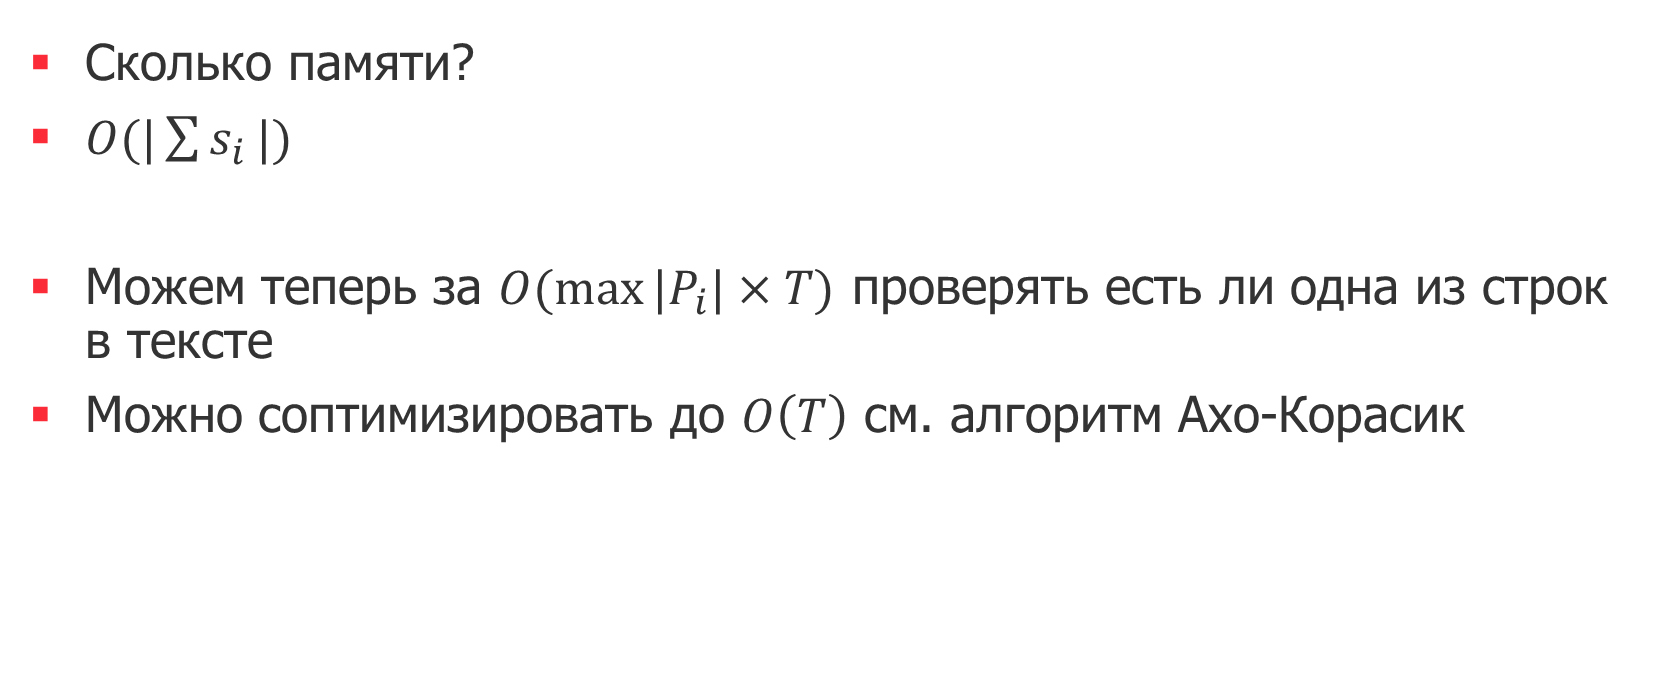 ▪ Сколько памяти?
▪ O(|∑ sᵢ |)
▪ Можем теперь за O(max|Pᵢ| × T) проверять есть ли одна из строк
в тексте
▪ Можно соптимизировать до O(T) см. алгоритм Ахо-Корасик